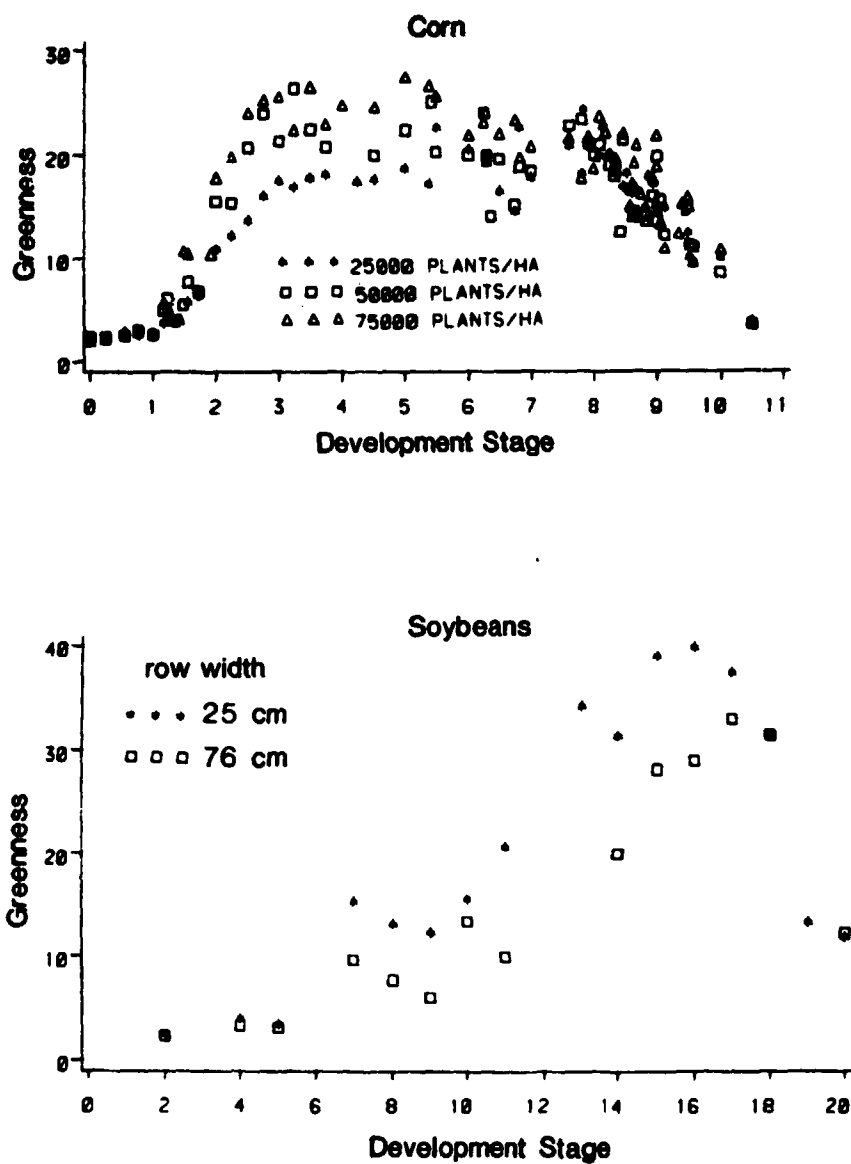 Corn
30
20
10
0
Greenness
25000 PLANTS/HA
50000 PLANTS/HA
75000 PLANTS/HA
0 1 2 3 4 5 6 7 8 9 10 11
Development Stage
Soybeans
40
30
20
10
0
Greenness
row width
25 cm
76 cm
0 2 4 6 8 10 12 14 16 18 20
Development Stage